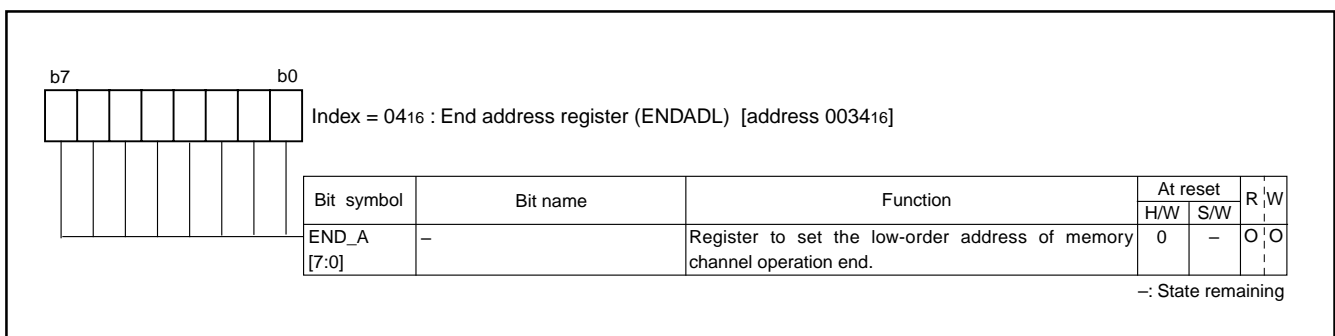 b7 b0
Index = 0416 : End address register (ENDADL) [address 003416]
Bit symbol Bit name Function At reset R W
H/W S/W
END_A – Register to set the low-order address of memory 0 – O O
[7:0] channel operation end.
–: State remaining